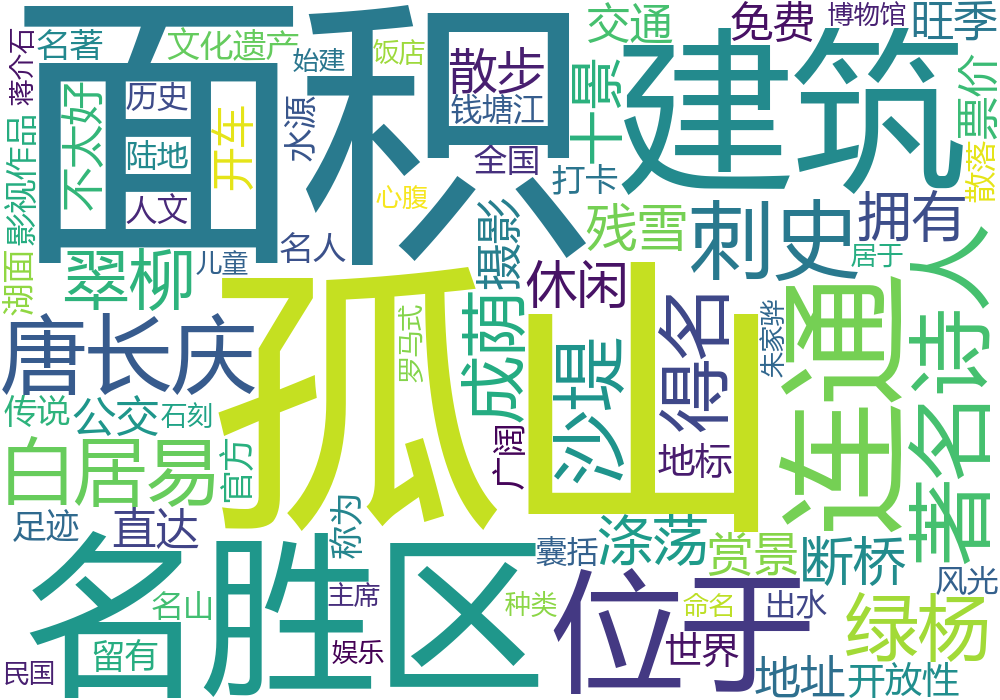 面积
建筑
孤山
名胜区
位于
连通
著名诗人
刺史
唐长庆
白居易
得名
沙堤
成荫
翠柳
绿杨
拥有
涤荡
断桥
休闲
残雪
十景
散步
摄影
交通
免费
博物馆
旺季
票价
散落
名著
文化遗产
始建
饭店
蒋介石
不太好
历史
陆地
人文
开车
水源
钱塘江
全国
打卡
心腹
影视作品
湖面
儿童
名人
居于
朱家骅
罗马式
传说
公交
石刻
官方
广阔
地标
足迹
直达
称为
囊括
赏景
风光
名山
主席
种类
命名
出水
留有
娱乐
世界
民国
地址
开放性